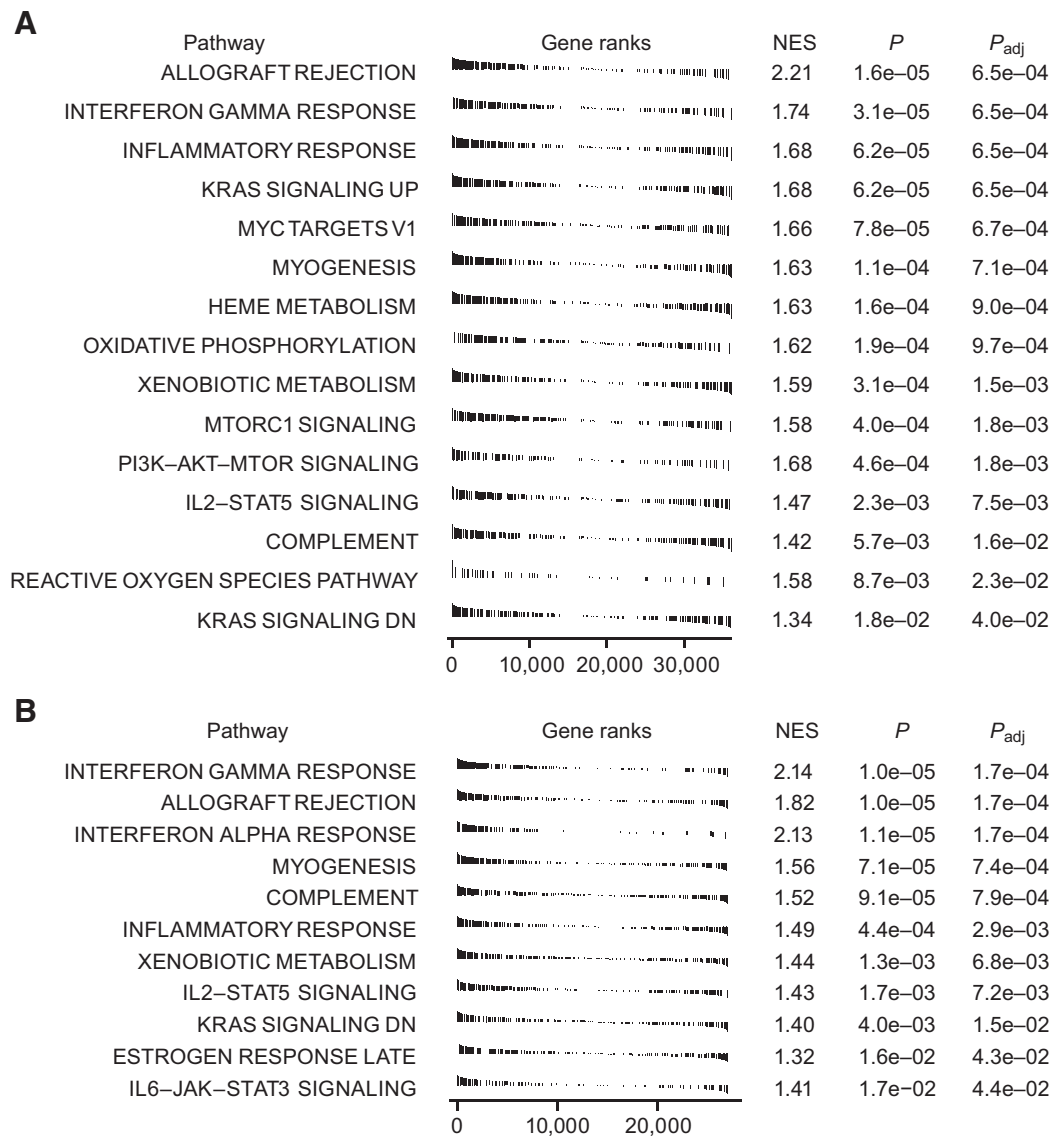 A
Pathway Gene ranks NES P Padj
ALLOGRAFT REJECTION 2.21 1.6e–05 6.5e–04
INTERFERON GAMMA RESPONSE 1.74 3.1e–05 6.5e–04
INFLAMMATORY RESPONSE 1.68 6.2e–05 6.5e–04
KRAS SIGNALING UP 1.68 6.2e–05 6.5e–04
MYC TARGETS V1 1.66 7.8e–05 6.7e–04
MYOGENESIS 1.63 1.1e–04 7.1e–04
HEME METABOLISM 1.63 1.6e–04 9.0e–04
OXIDATIVE PHOSPHORYLATION 1.62 1.9e–04 9.7e–04
XENOBIOTIC METABOLISM 1.59 3.1e–04 1.5e–03
MTORC1 SIGNALING 1.58 4.0e–04 1.8e–03
PI3K–AKT–MTOR SIGNALING 1.68 4.6e–04 1.8e–03
IL2–STAT5 SIGNALING 1.47 2.3e–03 7.5e–03
COMPLEMENT 1.42 5.7e–03 1.6e–02
REACTIVE OXYGEN SPECIES PATHWAY 1.58 8.7e–03 2.3e–02
KRAS SIGNALING DN 1.34 1.8e–02 4.0e–02
0 10,000 20,000 30,000
B
Pathway Gene ranks NES P Padj
INTERFERON GAMMA RESPONSE 2.14 1.0e–05 1.7e–04
ALLOGRAFT REJECTION 1.82 1.0e–05 1.7e–04
INTERFERON ALPHA RESPONSE 2.13 1.1e–05 1.7e–04
MYOGENESIS 1.56 7.1e–05 7.4e–04
COMPLEMENT 1.52 9.1e–05 7.9e–04
INFLAMMATORY RESPONSE 1.49 4.4e–04 2.9e–03
XENOBIOTIC METABOLISM 1.44 1.3e–03 6.8e–03
IL2–STAT5 SIGNALING 1.43 1.7e–03 7.2e–03
KRAS SIGNALING DN 1.40 4.0e–03 1.5e–02
ESTROGEN RESPONSE LATE 1.32 1.6e–02 4.3e–02
IL6–JAK–STAT3 SIGNALING 1.41 1.7e−02 4.4e–02
0 10,000 20,000